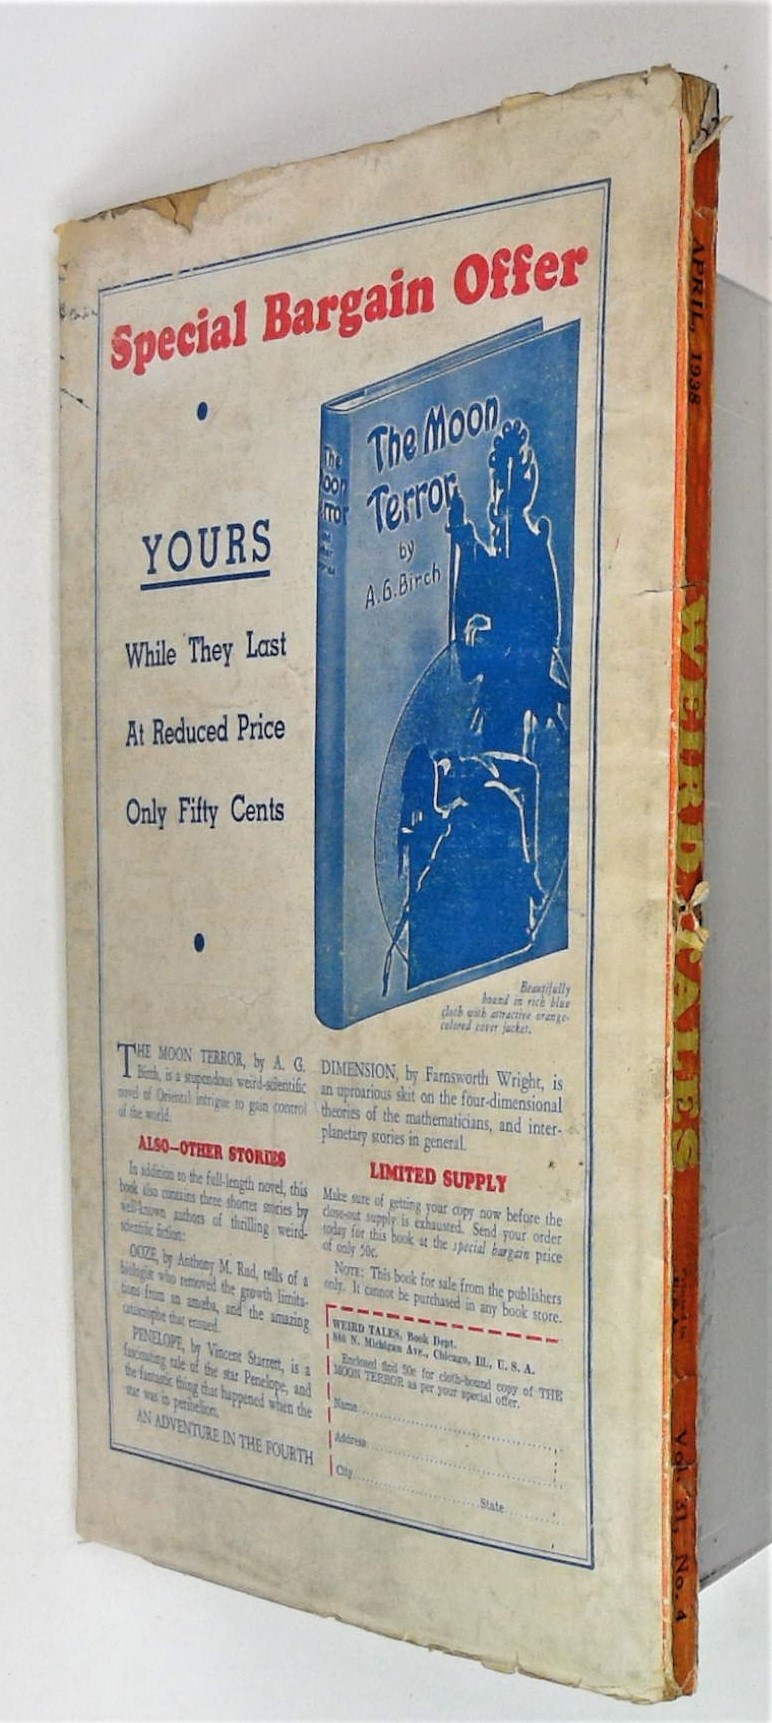 Special Bargain Offer
YOURS
While They Last
At Reduced Price
Only Fifty Cents
The Moon
Terror
by
A.G. Birch
Beautifully
bound in rich blue
cloth with attractive orange-
colored cover jacket.
THE MOON TERROR, by A. G.
Birch, is a stupendous weird-scientific
novel of Oriental intrigue to gain control
of the world.
ALSO—OTHER STORIES
In addition to the full-length novel, this
book also contains three shorter stories by
well-known authors of thrilling weird-
scientific fiction:
OOZE, by Anthony M. Rud, tells of a
biologist who removed the growth limita-
tions from an ameba, and the amazing
catastrophe that ensued.
PENELOPE, by Vincent Starrett, is a
fascinating tale of the star Penelope, and
the fantastic thing that happened when the
star was in perihelion.
AN ADVENTURE IN THE FOURTH
DIMENSION, by Farnsworth Wright, is
an uproarious skit on the four-dimensional
theories of the mathematicians, and inter-
planetary stories in general.
LIMITED SUPPLY
Make sure of getting your copy now before the
close-out supply is exhausted. Send your order
today for this book at the special bargain price
of only 50c.
NOTE: This book for sale from the publishers
only. It cannot be purchased in any book store.
WEIRD TALES, Book Dept.
840 N. Michigan Ave., Chicago, Ill., U. S. A.
Enclosed find 50c for cloth-bound copy of THE
MOON TERROR as per your special offer.
Name
Address
City
State
APRIL, 1938
WEIRD TALES
Vol. 31, No. 4